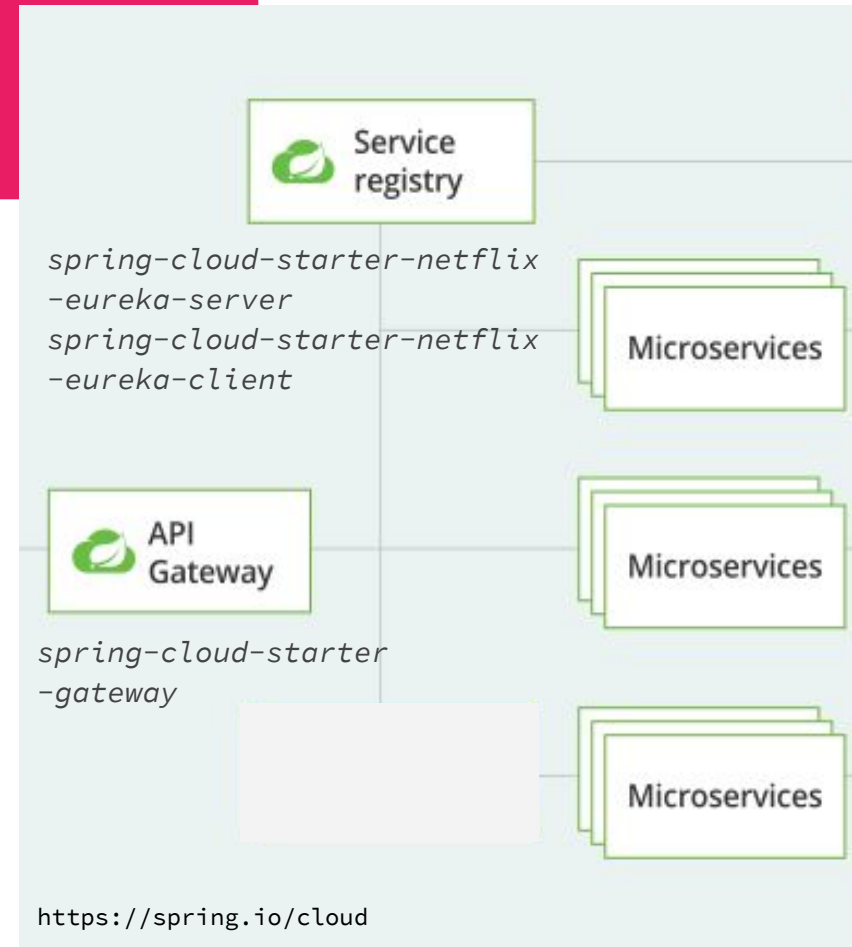 Service
registry
spring-cloud-starter-netflix
-eureka-server
spring-cloud-starter-netflix
-eureka-client
Microservices
API
Gateway
Microservices
spring-cloud-starter
-gateway
Microservices
https://spring.io/cloud